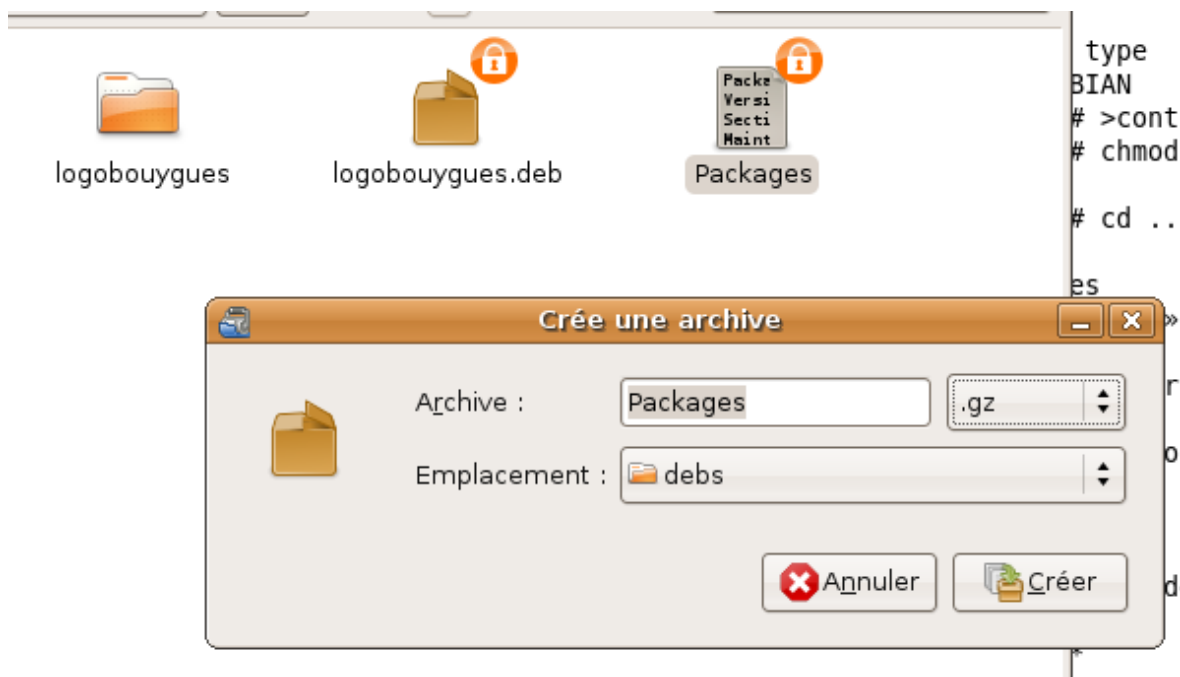 type
BIAN
# >cont
# chmod
Packa
Versi
Secti
Maint
logobouygues
logobouygues.deb
Packages
# cd ..
es
Crée une archive
»
Archive :
Packages
.gz
r
Emplacement :
debs
o
Annuler
Créer
d